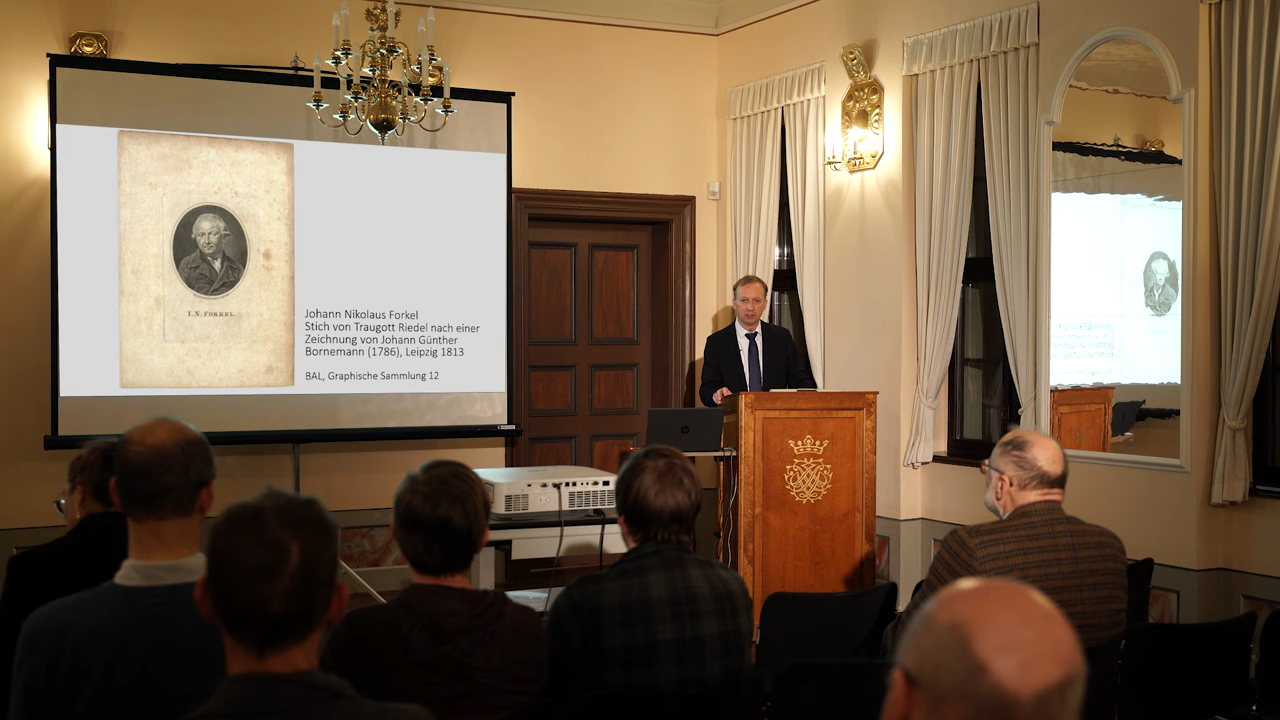 I.N. FORKEL.
Johann Nikolaus Forkel
Stich von Traugott Riedel nach einer
Zeichnung von Johann Günther
Bornemann (1786), Leipzig 1813
BAL, Graphische Sammlung 12
hp